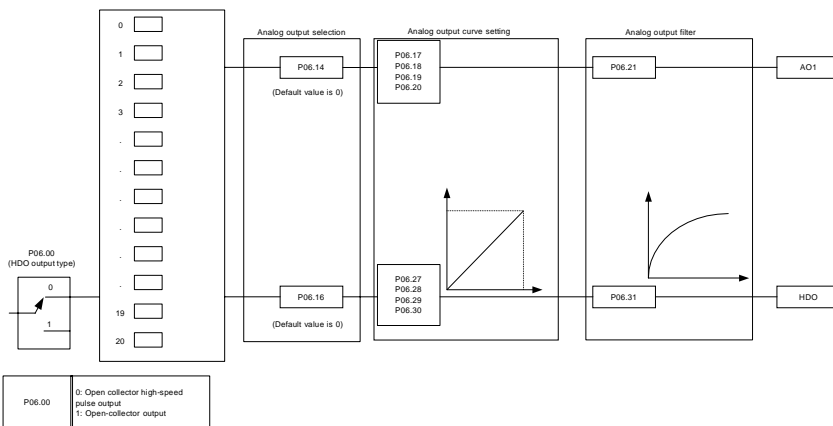 Analog output selection
Analog output curve setting
Analog output filter
0
1
2
3
.
.
.
.
.
.
19
20
P06.14
(Default value is 0)
P06.17
P06.18
P06.19
P06.20
P06.21
AO1
P06.00
(HDO output type)
0
1
P06.16
(Default value is 0)
P06.27
P06.28
P06.29
P06.30
P06.31
HDO
P06.00
0: Open collector high-speed
pulse output
1: Open-collector output